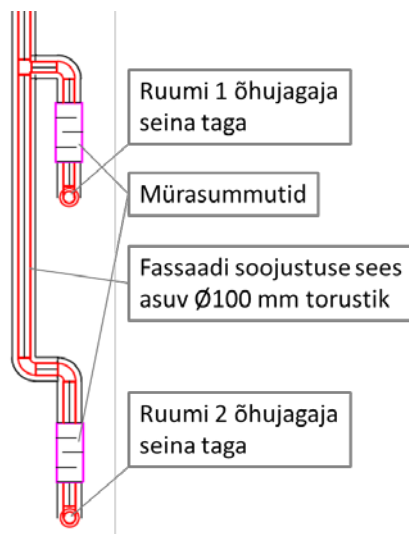 Ruumi 1 õhujagaja
seina taga
Mürasummutid
Fassaadi soojustuse sees
asuv Ø100 mm torustik
Ruumi 2 õhujagaja
seina taga